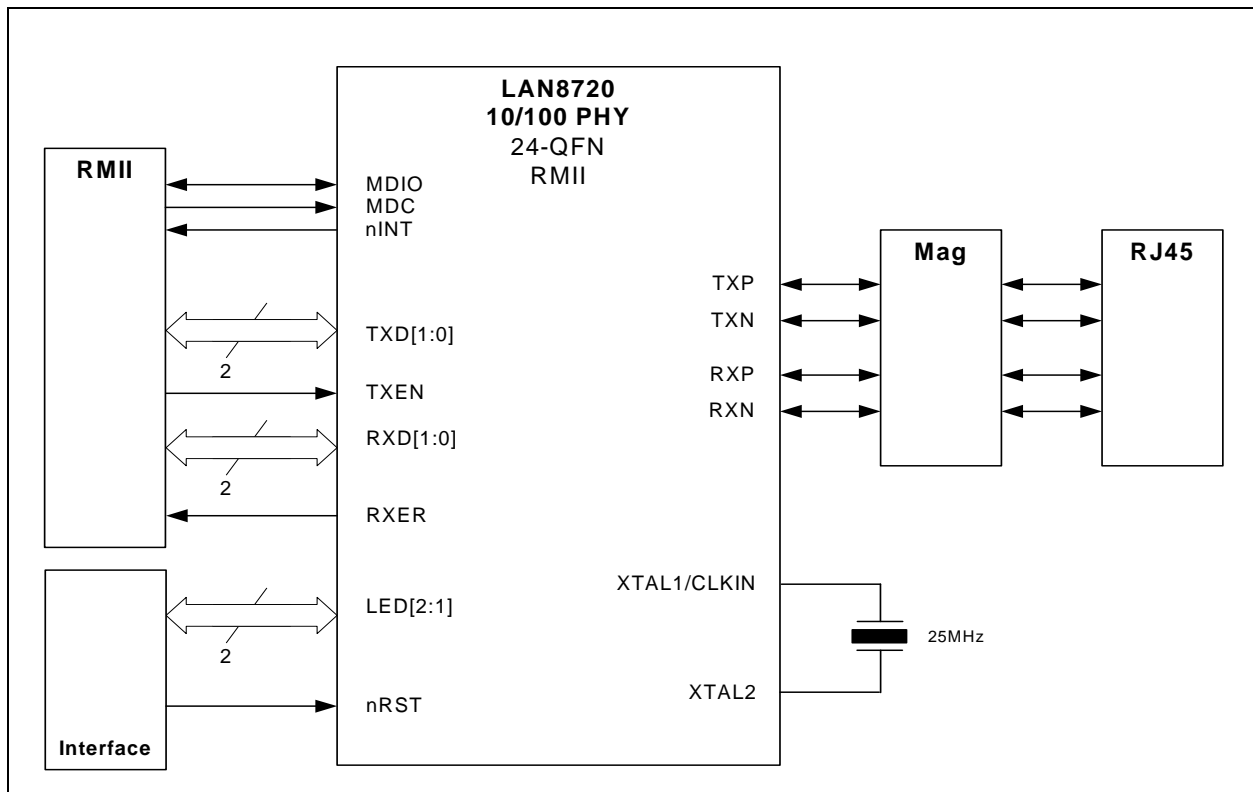 LAN8720
10/100 PHY
24-QFN
RMII
RMII
MDIO
MDC
nINT
TXD[1:0]
2
TXEN
RXD[1:0]
2
RXER
LED[2:1]
2
nRST
Interface
TXP
TXN
RXP
RXN
Mag
RJ45
XTAL1/CLKIN
25MHz
XTAL2